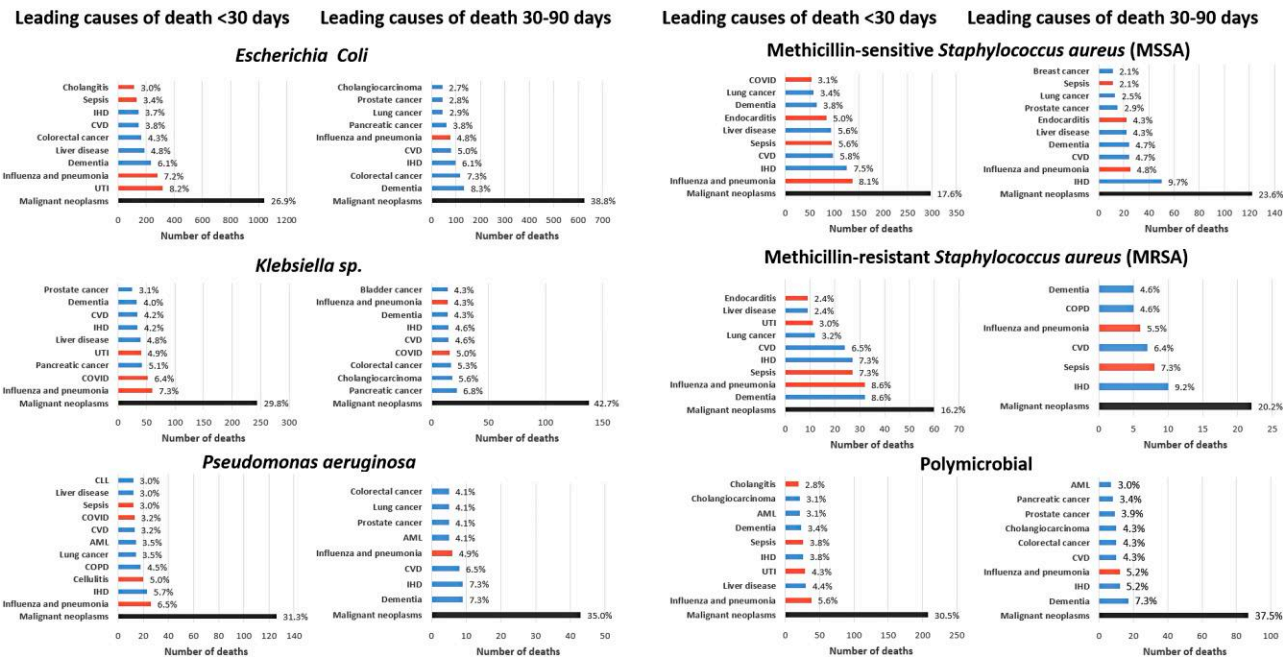 Leading causes of death <30 days
Leading causes of death 30-90 days
Escherichia Coli
Cholangitis 3.0%
Sepsis 3.4%
IHD 3.7%
CVD 3.8%
Colorectal cancer 4.3%
Liver disease 4.8%
Dementia 6.1%
Influenza and pneumonia 7.2%
UTI 8.2%
Malignant neoplasms 26.9%
0 200 400 600 800 1000 1200
Number of deaths
Cholangiocarcinoma 2.7%
Prostate cancer 2.8%
Lung cancer 2.9%
Pancreatic cancer 3.8%
Influenza and pneumonia 4.8%
CVD 5.0%
IHD 6.1%
Colorectal cancer 7.3%
Dementia 8.3%
Malignant neoplasms 38.8%
0 100 200 300 400 500 600 700
Number of deaths
Klebsiella sp.
Prostate cancer 3.1%
Dementia 4.0%
CVD 4.2%
IHD 4.2%
Liver disease 4.8%
UTI 4.9%
Pancreatic cancer 5.1%
COVID 6.4%
Influenza and pneumonia 7.3%
Malignant neoplasms 29.8%
0 50 100 150 200 250 300
Number of deaths
Bladder cancer 4.3%
Influenza and pneumonia 4.3%
Dementia 4.3%
IHD 4.6%
CVD 4.6%
COVID 5.0%
Colorectal cancer 5.3%
Cholangiocarcinoma 5.6%
Pancreatic cancer 6.8%
Malignant neoplasms 42.7%
0 50 100 150
Number of deaths
Pseudomonas aeruginosa
CLL 3.0%
Liver disease 3.0%
Sepsis 3.0%
COVID 3.2%
CVD 3.2%
AML 3.5%
Lung cancer 3.5%
COPD 4.5%
Cellulitis 5.0%
IHD 5.7%
Influenza and pneumonia 6.5%
Malignant neoplasms 31.3%
0 20 40 60 80 100 120 140
Number of deaths
Colorectal cancer 4.1%
Lung cancer 4.1%
Prostate cancer 4.1%
AML 4.1%
Influenza and pneumonia 4.9%
CVD 6.5%
IHD 7.3%
Dementia 7.3%
Malignant neoplasms 35.0%
0 10 20 30 40 50
Number of deaths
Leading causes of death <30 days
Leading causes of death 30-90 days
Methicillin-sensitive Staphylococcus aureus (MSSA)
COVID 3.1%
Lung cancer 3.4%
Dementia 3.8%
Endocarditis 5.0%
Liver disease 5.6%
Sepsis 5.6%
CVD 5.8%
IHD 7.5%
Influenza and pneumonia 8.1%
Malignant neoplasms 17.6%
0 50 100 150 200 250 300 350
Number of deaths
Breast cancer 2.1%
Sepsis 2.1%
Lung cancer 2.5%
Prostate cancer 2.9%
Endocarditis 4.3%
Liver disease 4.3%
Dementia 4.7%
CVD 4.7%
Influenza and pneumonia 4.8%
IHD 9.7%
Malignant neoplasms 23.6%
0 20 40 60 80 100 120 140
Number of deaths
Methicillin-resistant Staphylococcus aureus (MRSA)
Endocarditis 2.4%
Liver disease 2.4%
UTI 3.0%
Lung cancer 3.2%
CVD 6.5%
IHD 7.3%
Sepsis 7.3%
Influenza and pneumonia 8.6%
Dementia 8.6%
Malignant neoplasms 16.2%
0 10 20 30 40 50 60 70
Number of deaths
Dementia 4.6%
COPD 4.6%
Influenza and pneumonia 5.5%
CVD 6.4%
Sepsis 7.3%
IHD 9.2%
Malignant neoplasms 20.2%
0 5 10 15 20 25
Number of deaths
Polymicrobial
Cholangitis 2.8%
Cholangiocarcinoma 3.1%
AML 3.1%
Dementia 3.4%
Sepsis 3.8%
IHD 3.8%
UTI 4.3%
Liver disease 4.4%
Influenza and pneumonia 5.6%
Malignant neoplasms 30.5%
0 50 100 150 200 250
Number of deaths
AML 3.0%
Pancreatic cancer 3.4%
Prostate cancer 3.9%
Cholangiocarcinoma 4.3%
Colorectal cancer 4.3%
CVD 4.3%
Influenza and pneumonia 5.2%
IHD 5.2%
Dementia 7.3%
Malignant neoplasms 37.5%
0 20 40 60 80 100
Number of deaths